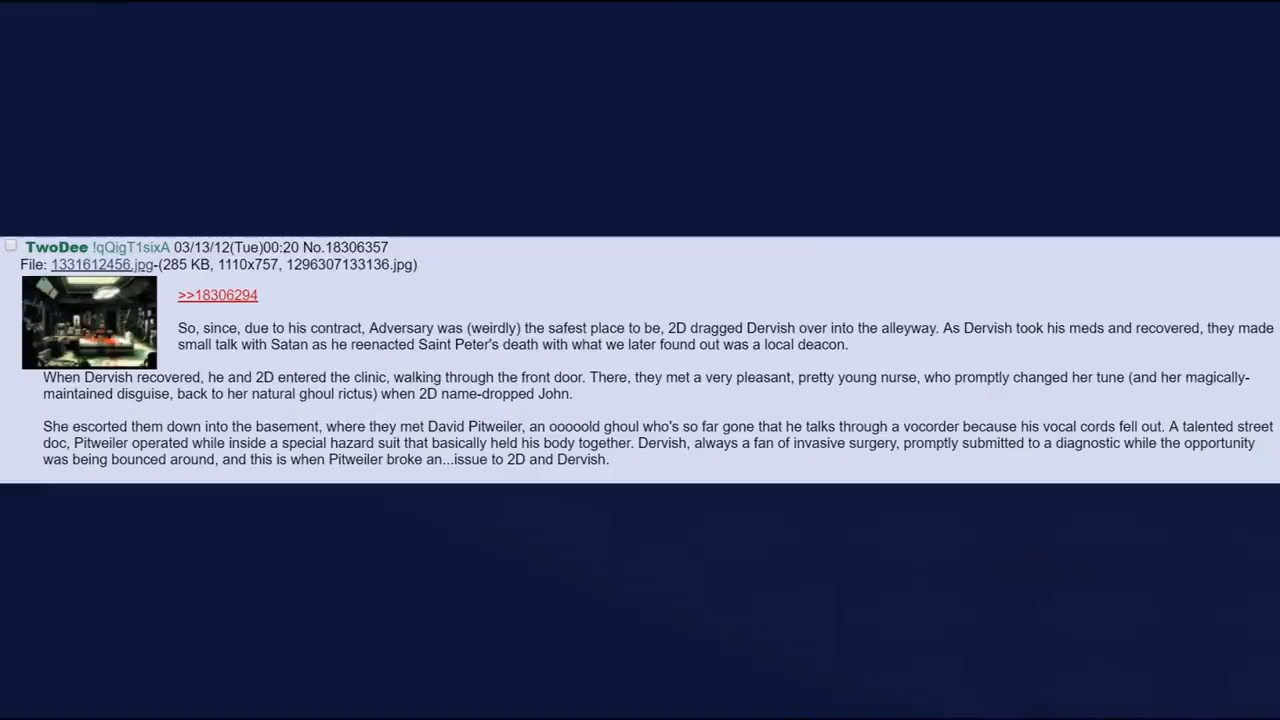 TwoDee !qQigT1sixA 03/13/12(Tue)00:20 No.18306357
File: 1331612456.jpg-(285 KB, 1110x757, 1296307133136.jpg)
>>18306294
So, since, due to his contract, Adversary was (weirdly) the safest place to be, 2D dragged Dervish over into the alleyway. As Dervish took his meds and recovered, they made
small talk with Satan as he reenacted Saint Peter's death with what we later found out was a local deacon.
When Dervish recovered, he and 2D entered the clinic, walking through the front door. There, they met a very pleasant, pretty young nurse, who promptly changed her tune (and her magically-
maintained disguise, back to her natural ghoul rictus) when 2D name-dropped John.
She escorted them down into the basement, where they met David Pitweiler, an ooooold ghoul who's so far gone that he talks through a vocorder because his vocal cords fell out. A talented street
doc, Pitweiler operated while inside a special hazard suit that basically held his body together. Dervish, always a fan of invasive surgery, promptly submitted to a diagnostic while the opportunity
was being bounced around, and this is when Pitweiler broke an...issue to 2D and Dervish.